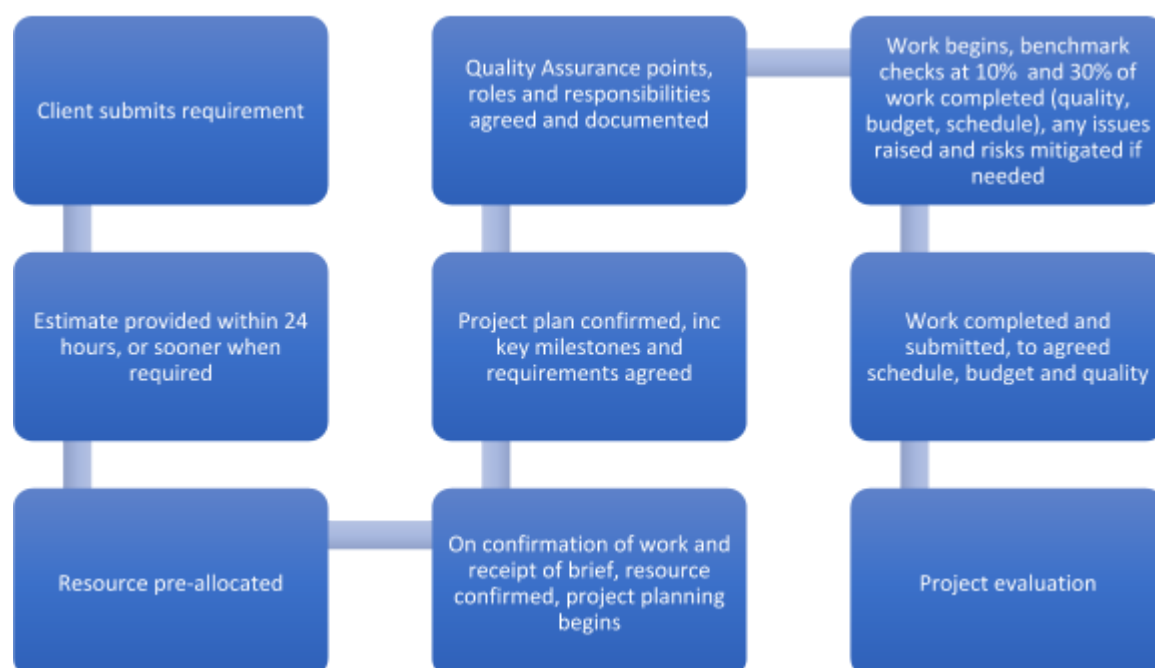 Client submits requirement
Estimate provided within 24
hours, or sooner when
required
Resource pre-allocated
On confirmation of work and
receipt of brief, resource
confirmed, project planning
begins
Project plan confirmed, inc
key milestones and
requirements agreed
Quality Assurance points,
roles and responsibilities
agreed and documented
Work begins, benchmark
checks at 10% and 30% of
work completed (quality,
budget, schedule), any issues
raised and risks mitigated if
needed
Work completed and
submitted, to agreed
schedule, budget and quality
Project evaluation